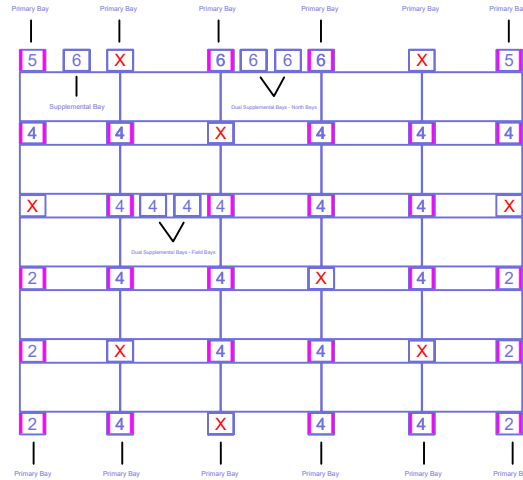 Primary Bay Primary Bay Primary Bay Primary Bay Primary Bay Primary Ba
5 6 X 6 6 6 6 X 5
Supplemental Bay Dual Supplemental Bays - North Bays
4 4 X 4 4 4
X 4 4 4 4 4 4 X
Dual Supplemental Bays - Field Bays
2 4 4 X 4 2
2 X 4 4 X 2
2 4 X 4 4 2
Primary Bay Primary Bay Primary Bay Primary Bay Primary Bay Primary B